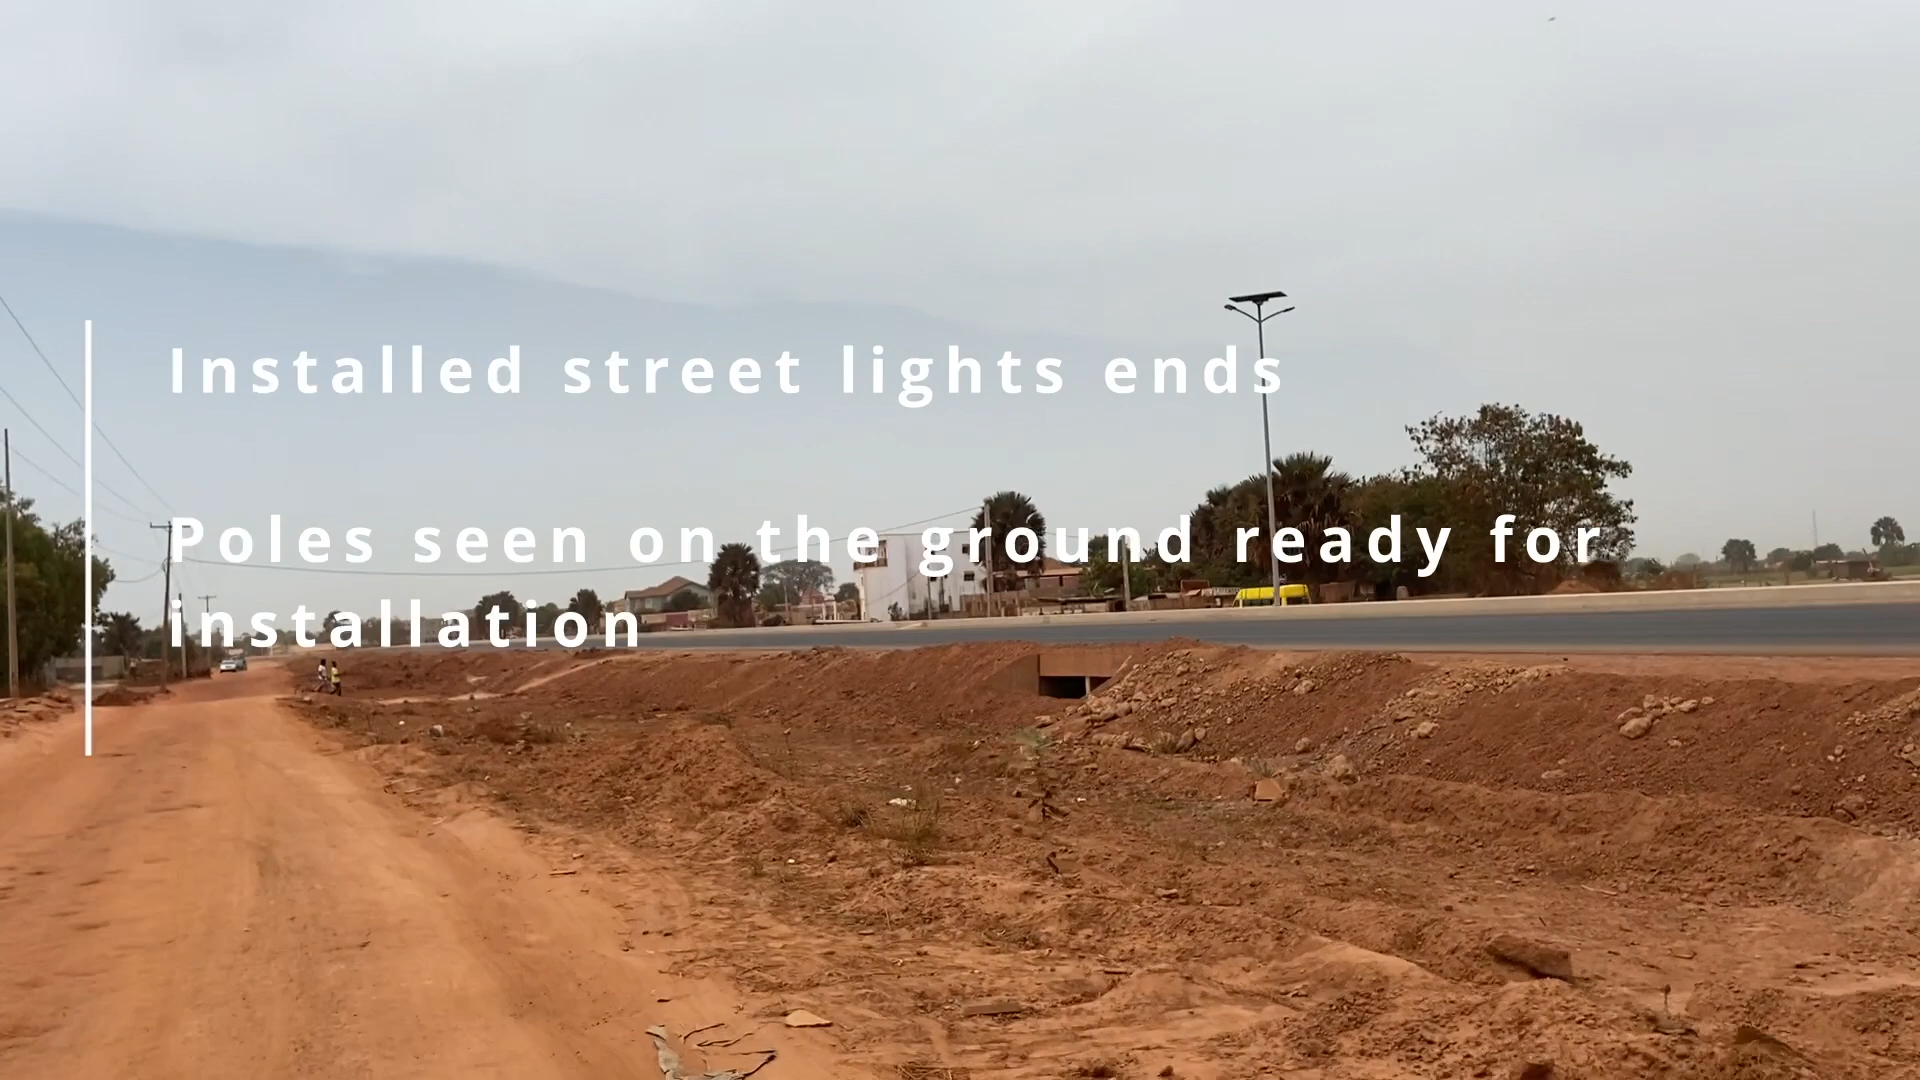 Installed street lights ends
Poles seen on the ground ready for
installation